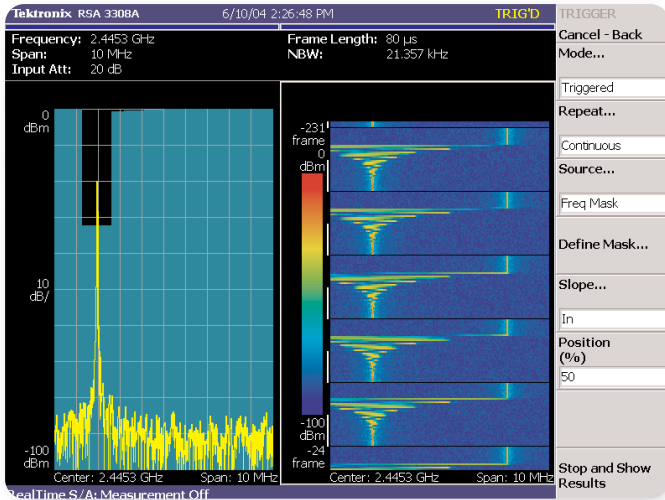 Tektronix RSA 3308A 6/10/04 2:26:48 PM TRIG'D TRIGGER
Frequency: 2.4453 GHz Frame Length: 80 µs
Span: 10 MHz NBW: 21.357 kHz
Input Att: 20 dB
Cancel - Back
Mode...
Triggered
Repeat...
Continuous
Source...
Freq Mask
Define Mask...
Slope...
In
Position
(%)
50
Stop and Show
Results
0
dBm
10
dB/
-100
dBm
Center: 2.4453 GHz Span: 10 MHz
-231
frame
0
dBm
-100
dBm
-24
frame
Center: 2.4453 GHz Span: 10 MHz
RealTime S/A: Measurement Off